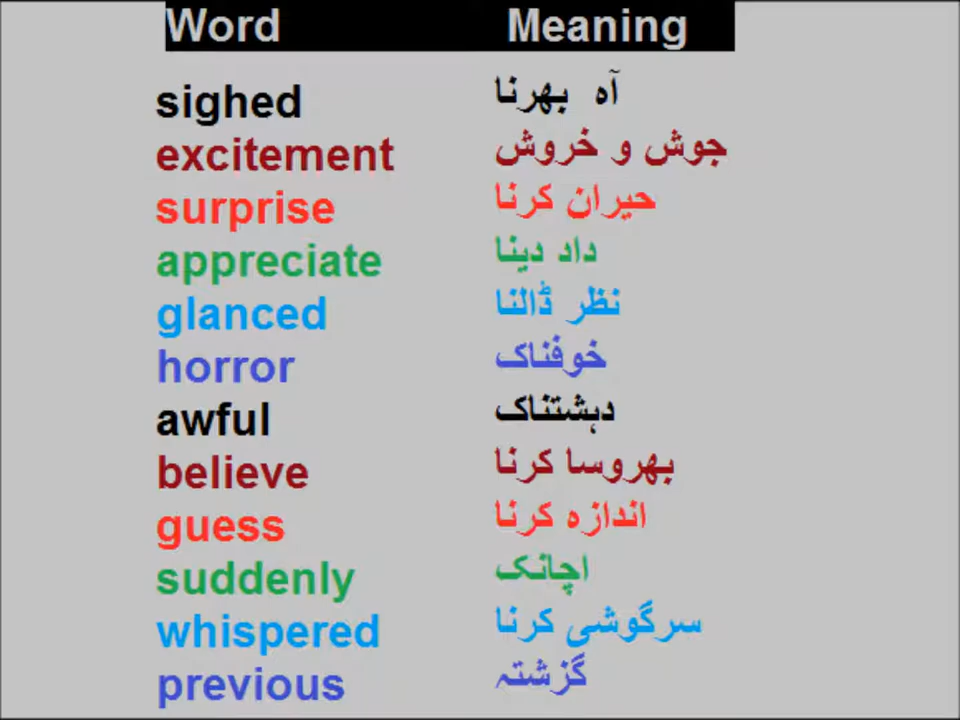 Word Meaning
sighed آہ بھرنا
excitement جوش و خروش
surprise حیران کرنا
appreciate داد دینا
glanced نظر ڈالنا
horror خوفناک
awful دہشتناک
believe بھروسا کرنا
guess اندازہ کرنا
suddenly اچانک
whispered سرگوشی کرنا
previous گزشتہ